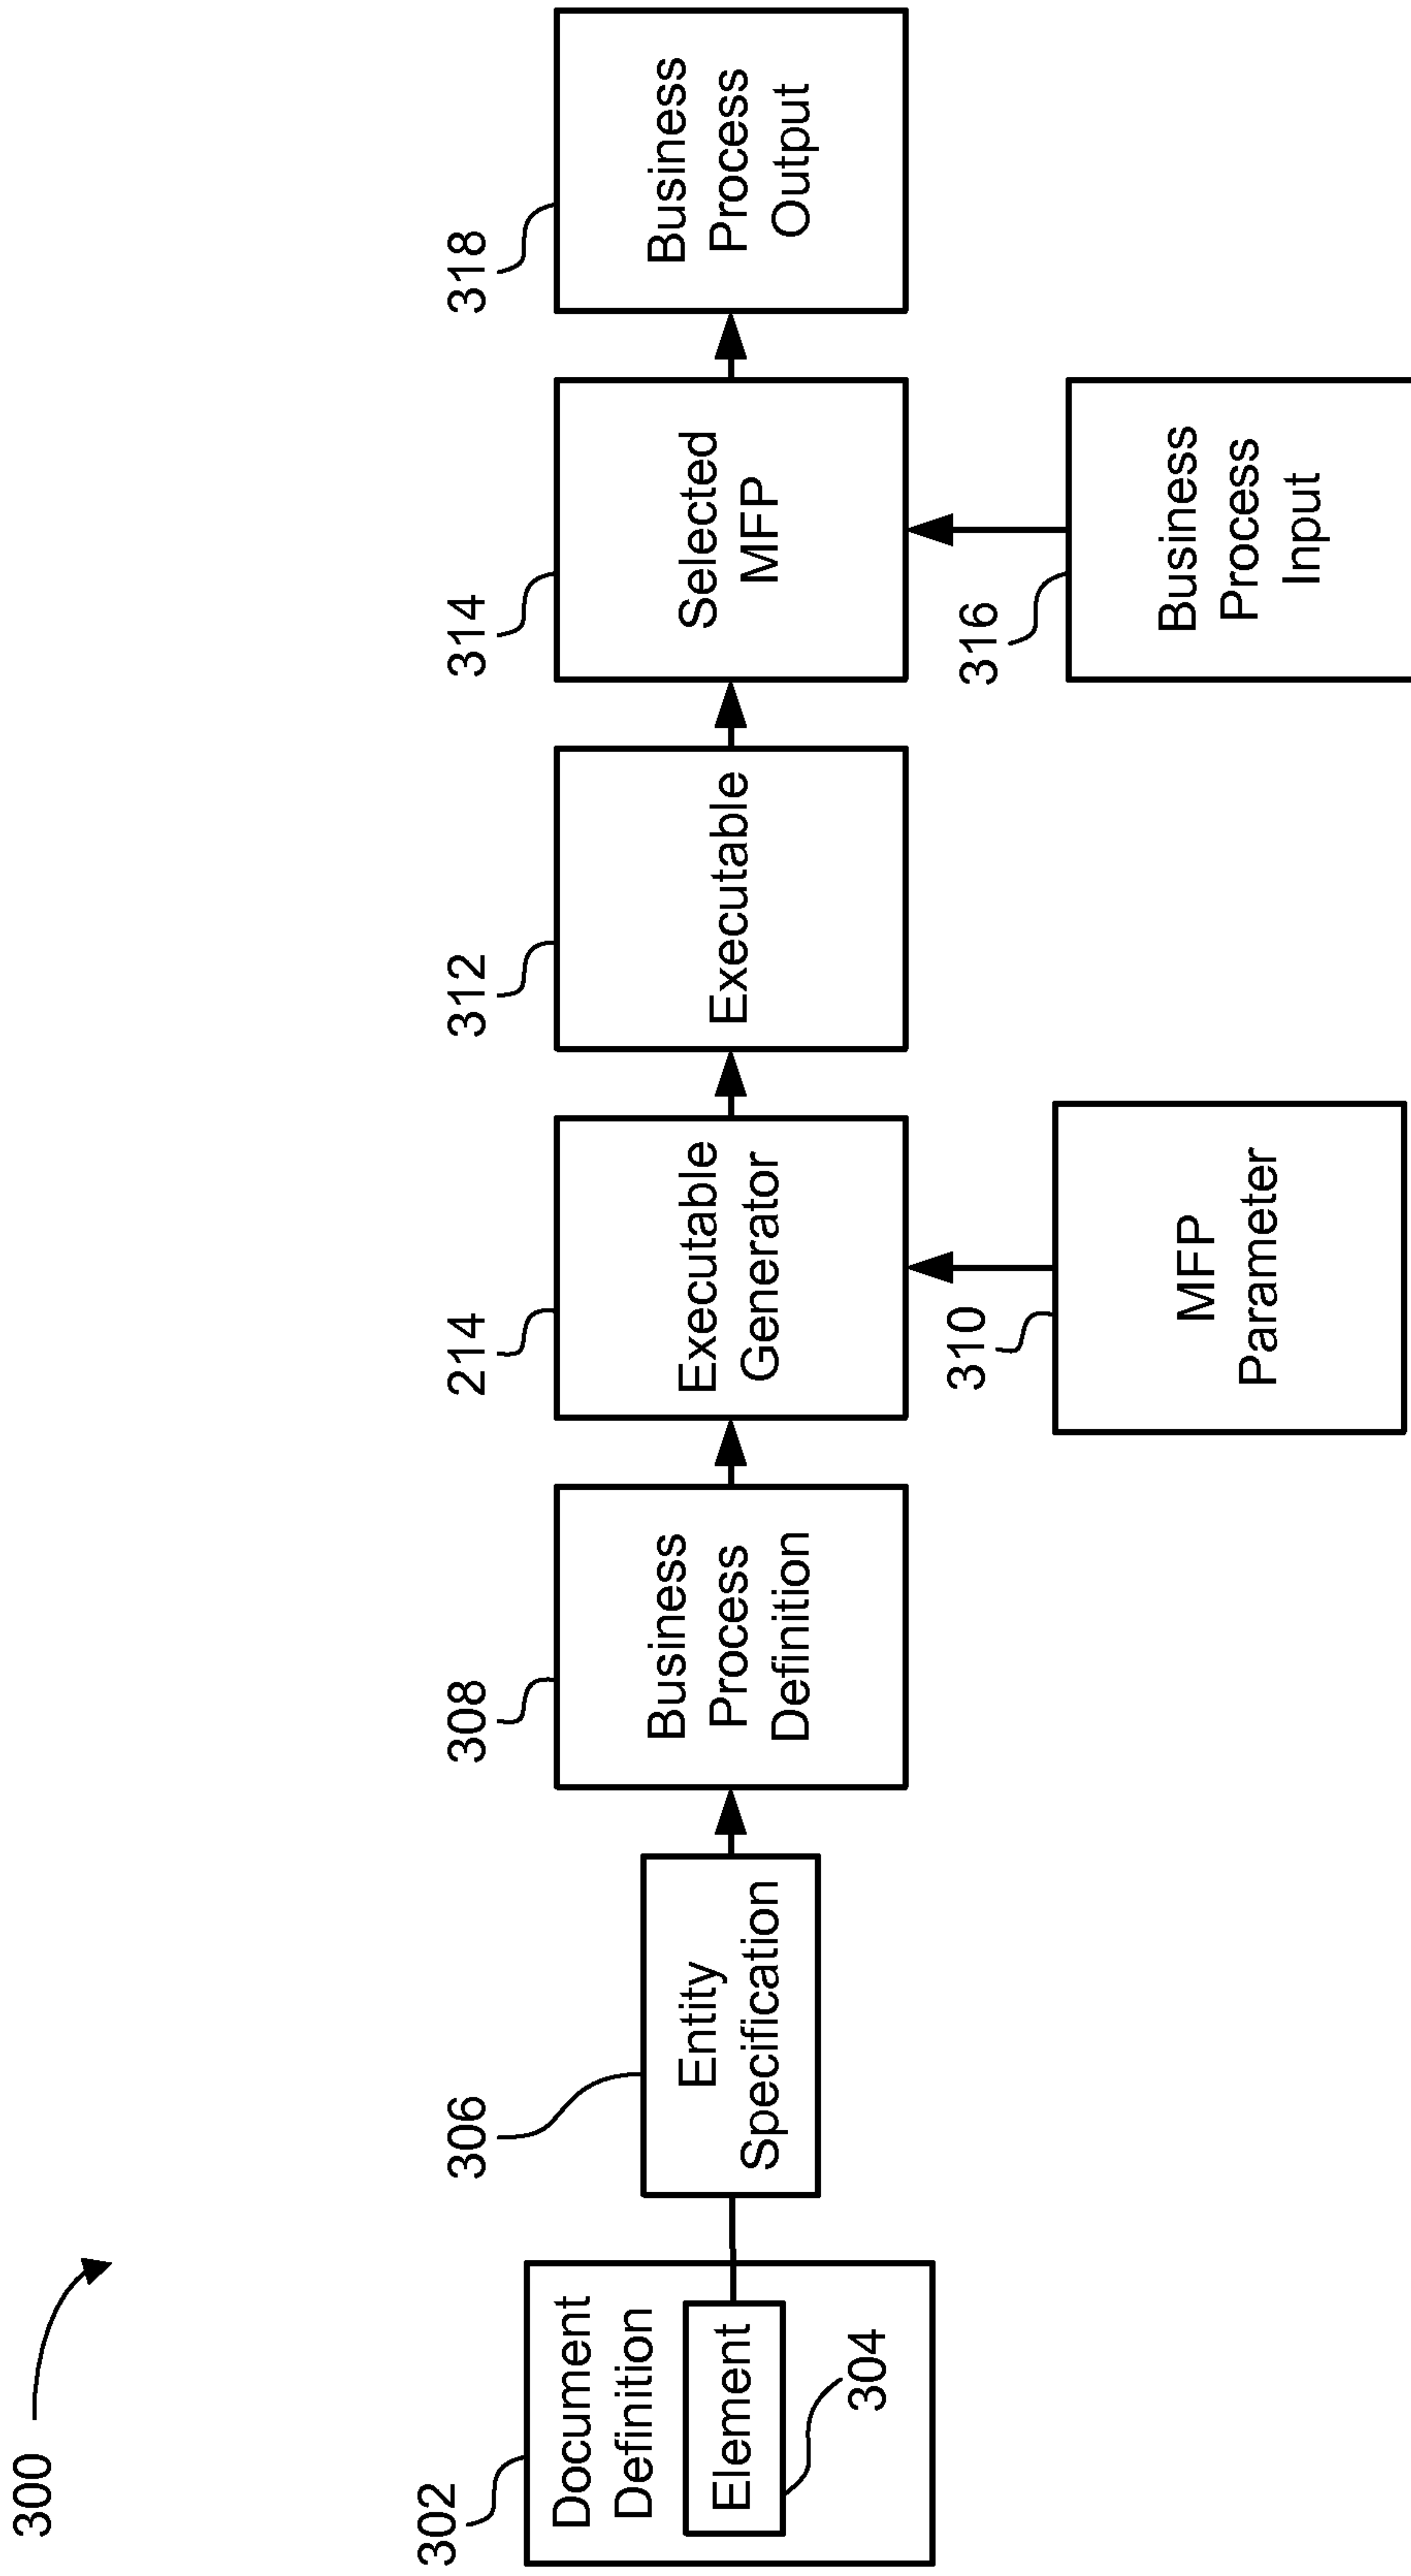 300
302
Document
Definition
Element
304
306
Entity
Specification
308
Business
Process
Definition
214
Executable
Generator
310
MFP
Parameter
312
Executable
314
Selected
MFP
316
Business
Process
Input
318
Business
Process
Output